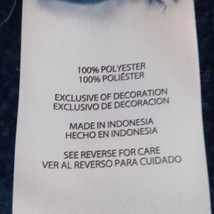 100% POLYESTER
100% POLIÉSTER
EXCLUSIVE OF DECORATION
EXCLUSIVO DE DECORACION
MADE IN INDONESIA
HECHO EN INDONESIA
SEE REVERSE FOR CARE
VER AL REVERSO PARA CUIDADO